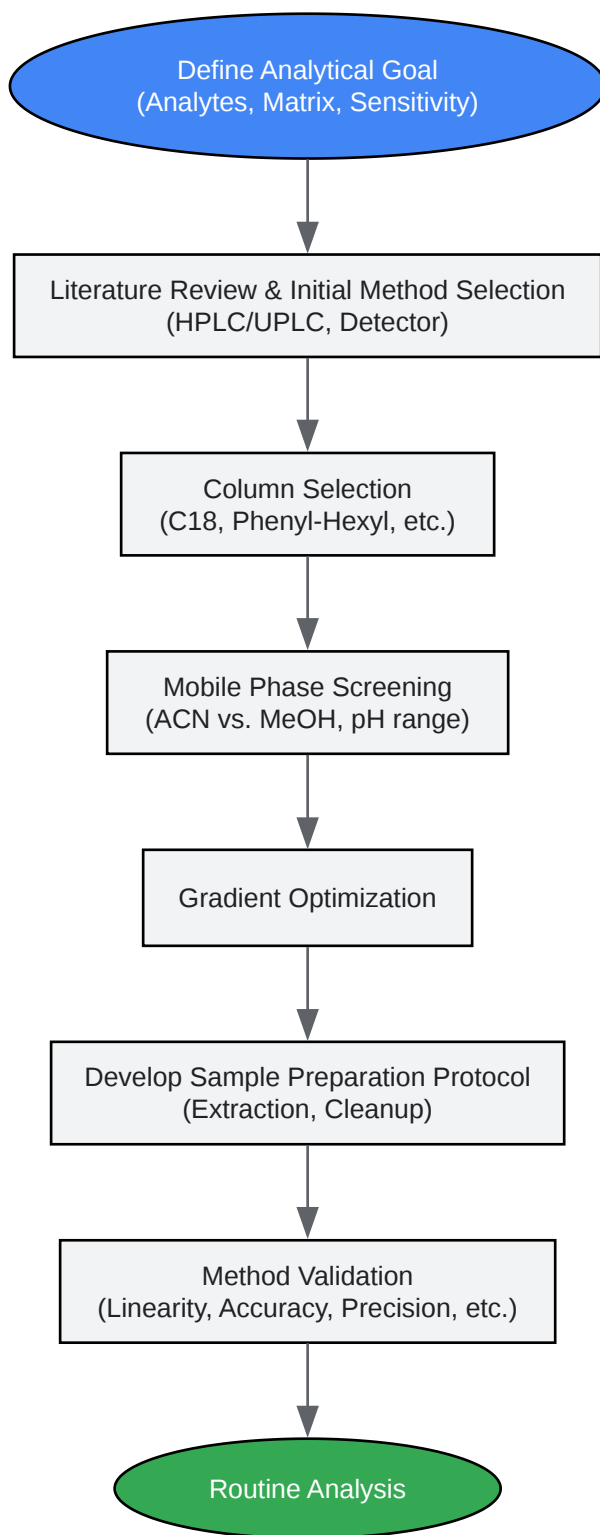 Define Analytical Goal
(Analytes, Matrix, Sensitivity)
Literature Review & Initial Method Selection
(HPLC/UPLC, Detector)
Column Selection
(C18, Phenyl-Hexyl, etc.)
Mobile Phase Screening
(ACN vs. MeOH, pH range)
Gradient Optimization
Develop Sample Preparation Protocol
(Extraction, Cleanup)
Method Validation
(Linearity, Accuracy, Precision, etc.)
Routine Analysis